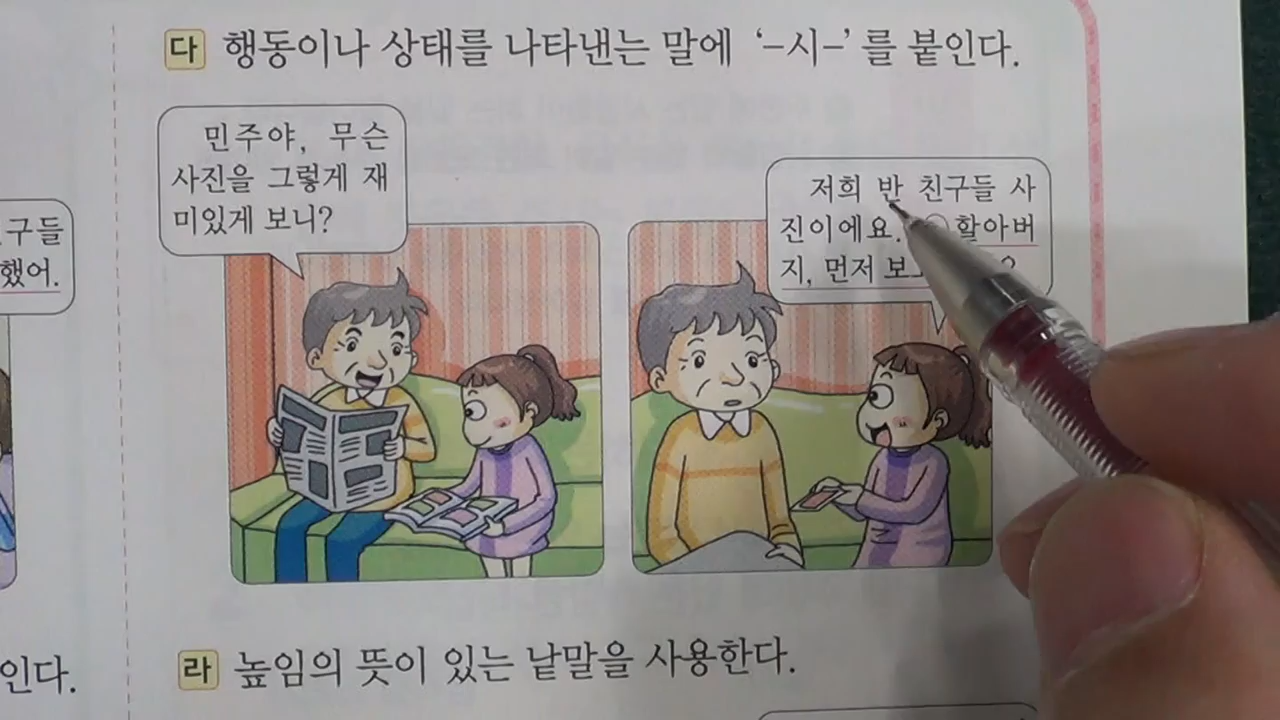 다 행동이나 상태를 나타낸는 말에 ‘-시-’를 붙인다.
민주야, 무슨
사진을 그렇게 재
미있게 보니?
저희 반 친구들 사
진이에요. 할아버
지, 먼저
구들
했어.
인다.
라 높임의 뜻이 있는 낱말을 사용한다.